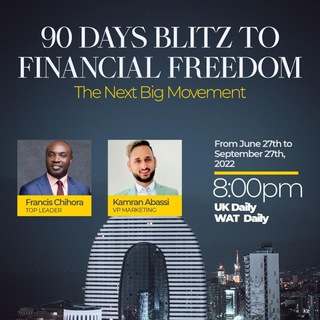 90 DAYS BLITZ TO
FINANCIAL FREEDOM
The Next Big Movement
From June 27th to
September 27th,
2022
8:00pm
UK Daily
WAT Daily
Francis Chihora
TOP LEADER
Kamran Abassi
VP MARKETING